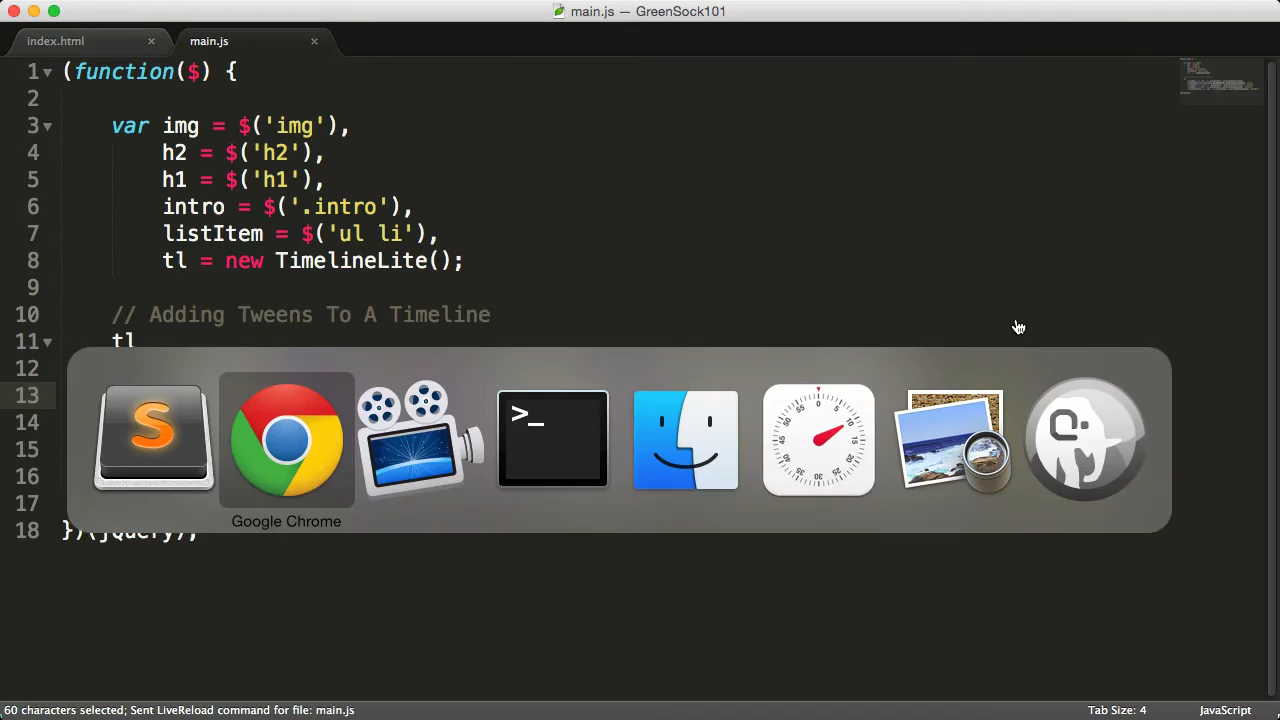 main.js — GreenSock101
index.html × main.js ×
1 (function($) {
2
3 var img = $('img'),
4 h2 = $('h2'),
5 h1 = $('h1'),
6 intro = $('.intro'),
7 listItem = $('ul li'),
8 tl = new TimelineLite();
9
10 // Adding Tweens To A Timeline
11 tl
12
13
14
15
16
17
18 })(jQuery);
>_
Google Chrome
60 characters selected; Sent LiveReload command for file: main.js
Tab Size: 4
JavaScript